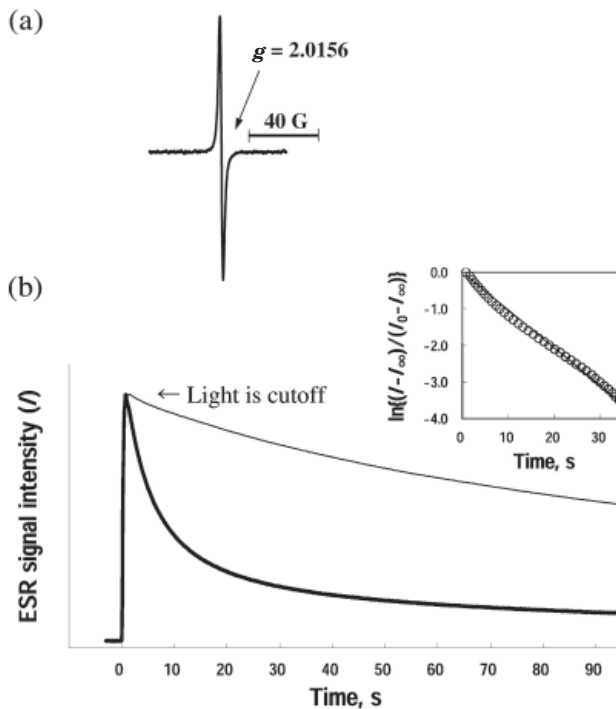 (a)
g = 2.0156
40 G
(b)
ln{(I–I∞)/(I0–I∞)}
0.0
-1.0
-2.0
-3.0
-4.0
0 10 20 30
Time, s
← Light is cutoff
ESR signal intensity (I)
0 10 20 30 40 50 60 70 80 90
Time, s